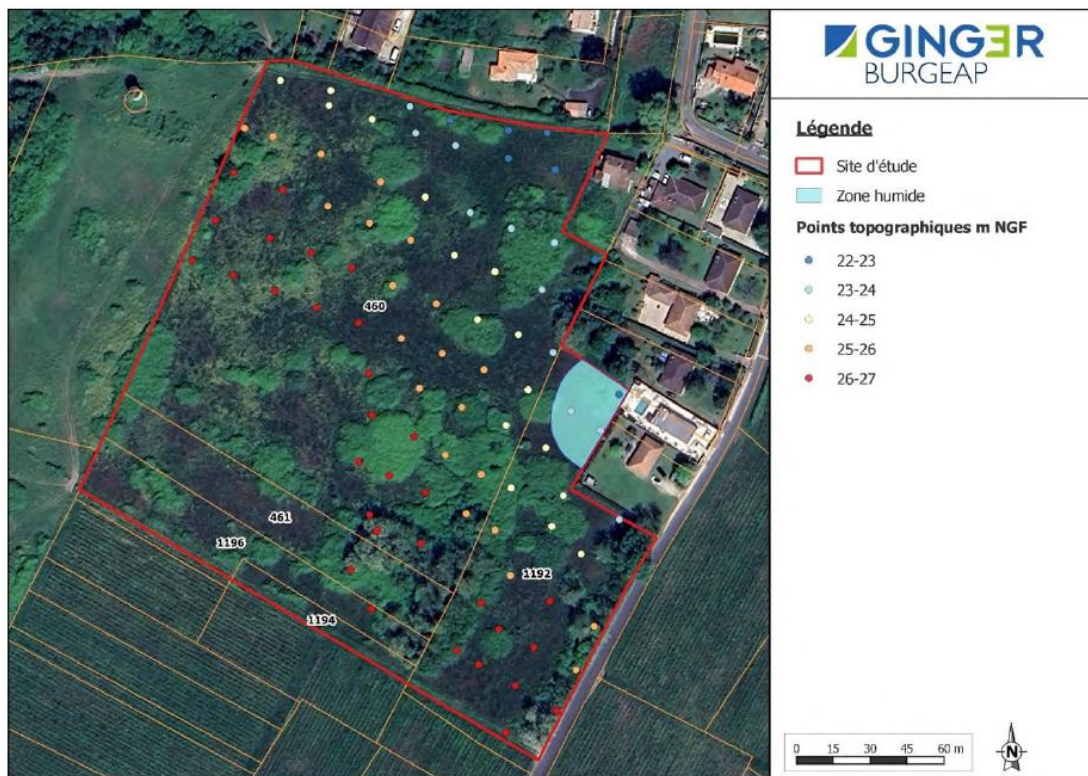 GINGER
BURGEAP
Légende
Site d'étude
Zone humide
Points topographiques m NGF
22-23
23-24
24-25
25-26
26-27
460
461
1196
1192
1194
0 15 30 45 60 m
N